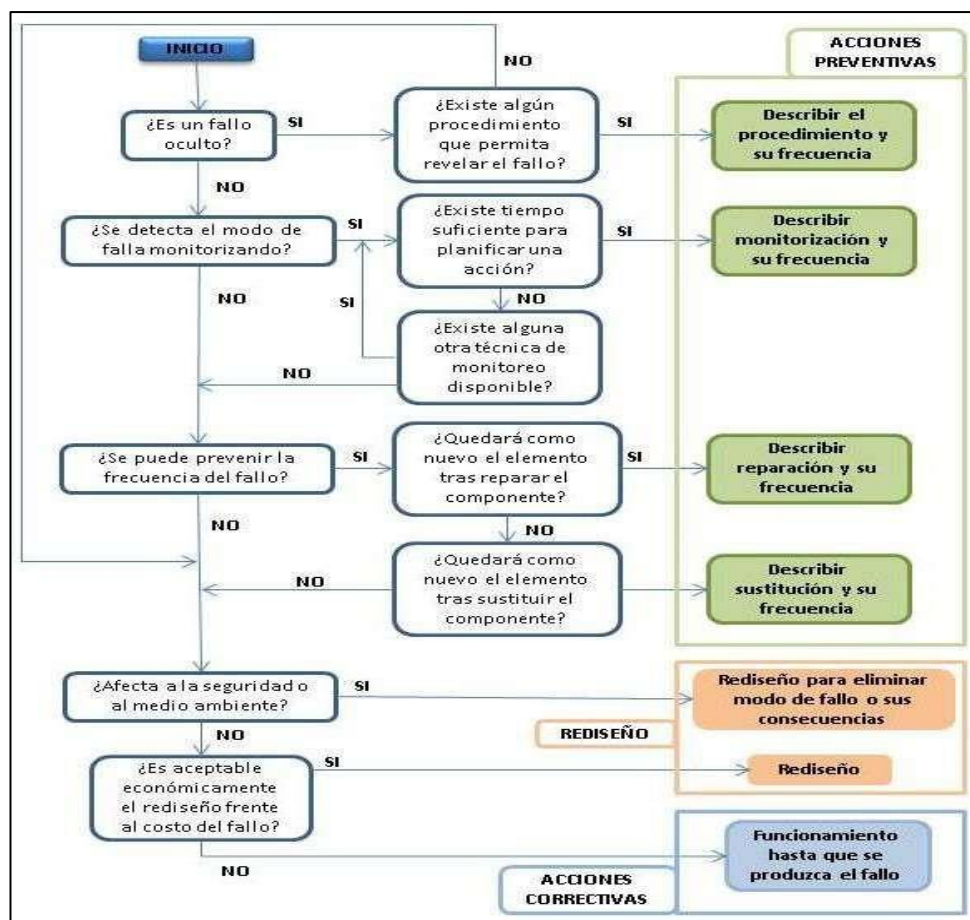 INICIO
NO
ACCIONES
PREVENTIVAS
¿Es un fallo
oculto?
SI
¿Existe algún
procedimiento
que permita
revelar el fallo?
SI
Describir el
procedimiento y
su frecuencia
NO
¿Se detecta el modo de
falla monitorizando?
SI
¿Existe tiempo
suficiente para
planificar una
acción?
SI
Describir
monitorización y
su frecuencia
NO
SI
NO
¿Existe alguna
otra técnica de
monitoreo
disponible?
NO
¿Se puede prevenir la
frecuencia del fallo?
SI
¿Quedará como
nuevo el elemento
tras reparar el
componente?
SI
Describir
reparación y su
frecuencia
NO
NO
NO
¿Quedará como
nuevo el elemento
tras sustituir el
componente?
Describir
sustitución y su
frecuencia
¿Afecta a la seguridad o
al medio ambiente?
SI
Rediseño para eliminar
modo de fallo o sus
consecuencias
NO
REDISEÑO
¿Es aceptable
económicamente
el rediseño frente
al costo del fallo?
SI
Rediseño
NO
Funcionamiento
hasta que se
produzca el fallo
ACCIONES
CORRECTIVAS